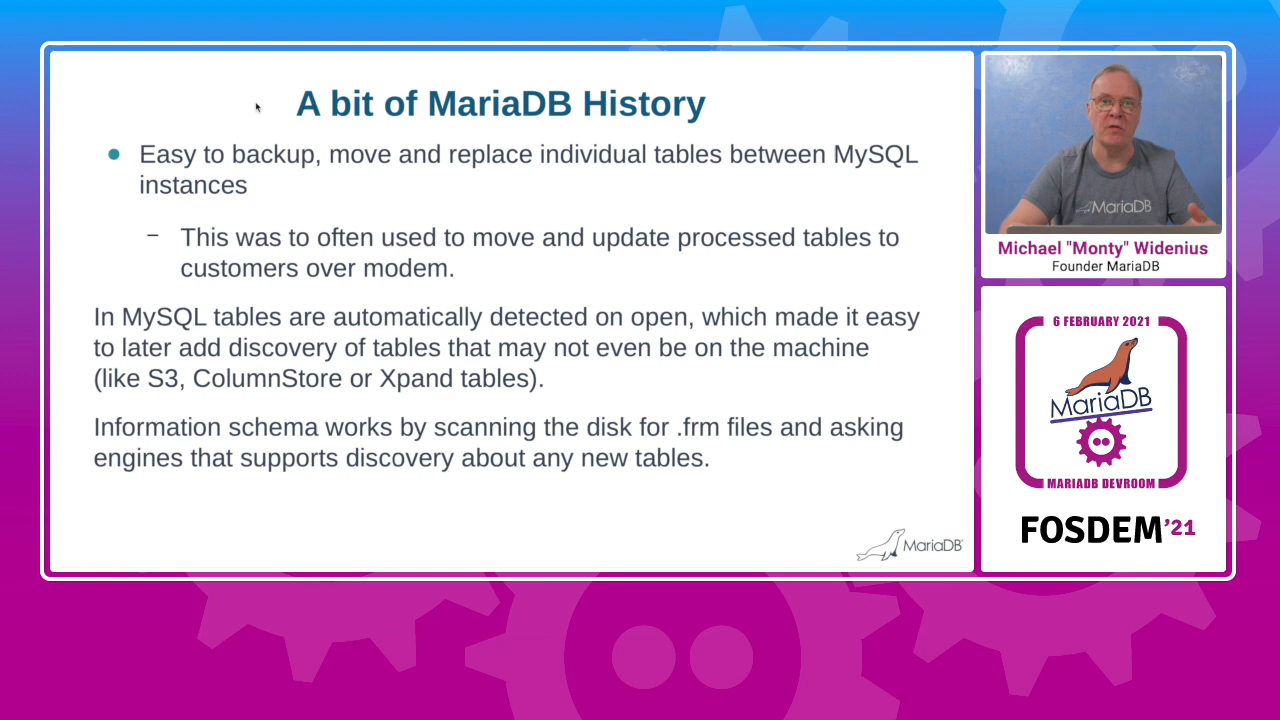 A bit of MariaDB History
Easy to backup, move and replace individual tables between MySQL
instances
This was to often used to move and update processed tables to
customers over modem.
In MySQL tables are automatically detected on open, which made it easy
to later add discovery of tables that may not even be on the machine
(like S3, ColumnStore or Xpand tables).
Information schema works by scanning the disk for .frm files and asking
engines that supports discovery about any new tables.
MariaDB
MariaDB
Michael "Monty" Widenius
Founder MariaDB
6 FEBRUARY 2021
MariaDB
MARIADB DEVROOM
FOSDEM'21